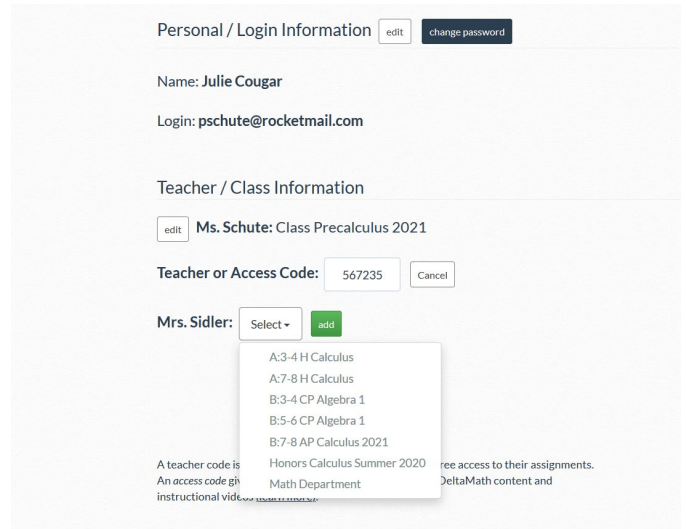 Personal / Login Information edit change password
Name: Julie Cougar
Login: pschute@rocketmail.com
Teacher / Class Information
edit Ms. Schute: Class Precalculus 2021
Teacher or Access Code: 567235 Cancel
Mrs. Sidler: Select add
A:3-4 H Calculus
A:7-8 H Calculus
B:3-4 CP Algebra 1
B:5-6 CP Algebra 1
B:7-8 AP Calculus 2021
Honors Calculus Summer 2020
Math Department
A teacher code is ree access to their assignments.
An access code giv DeltaMath content and
instructional videos (learn more).